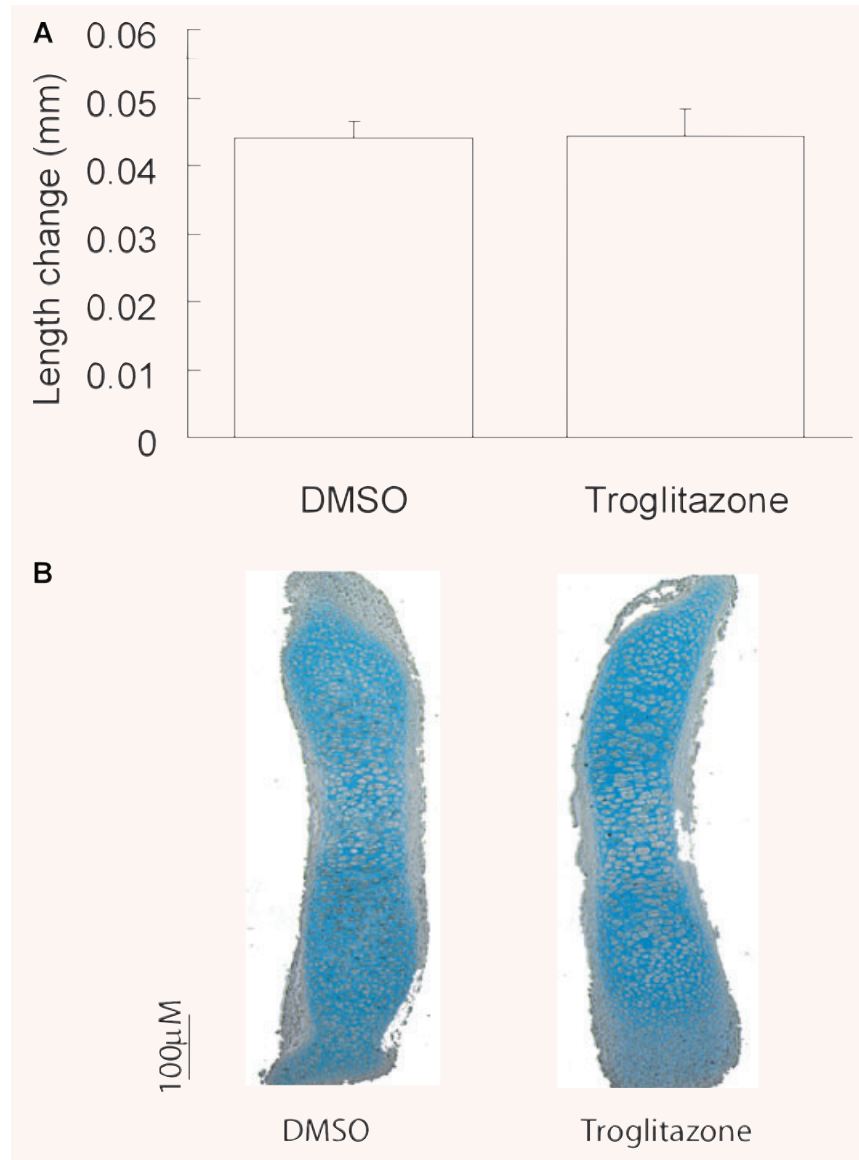 A
0.06
0.05
0.04
0.03
0.02
0.01
0
Length change (mm)
DMSO Troglitazone
B
100μM
DMSO Troglitazone